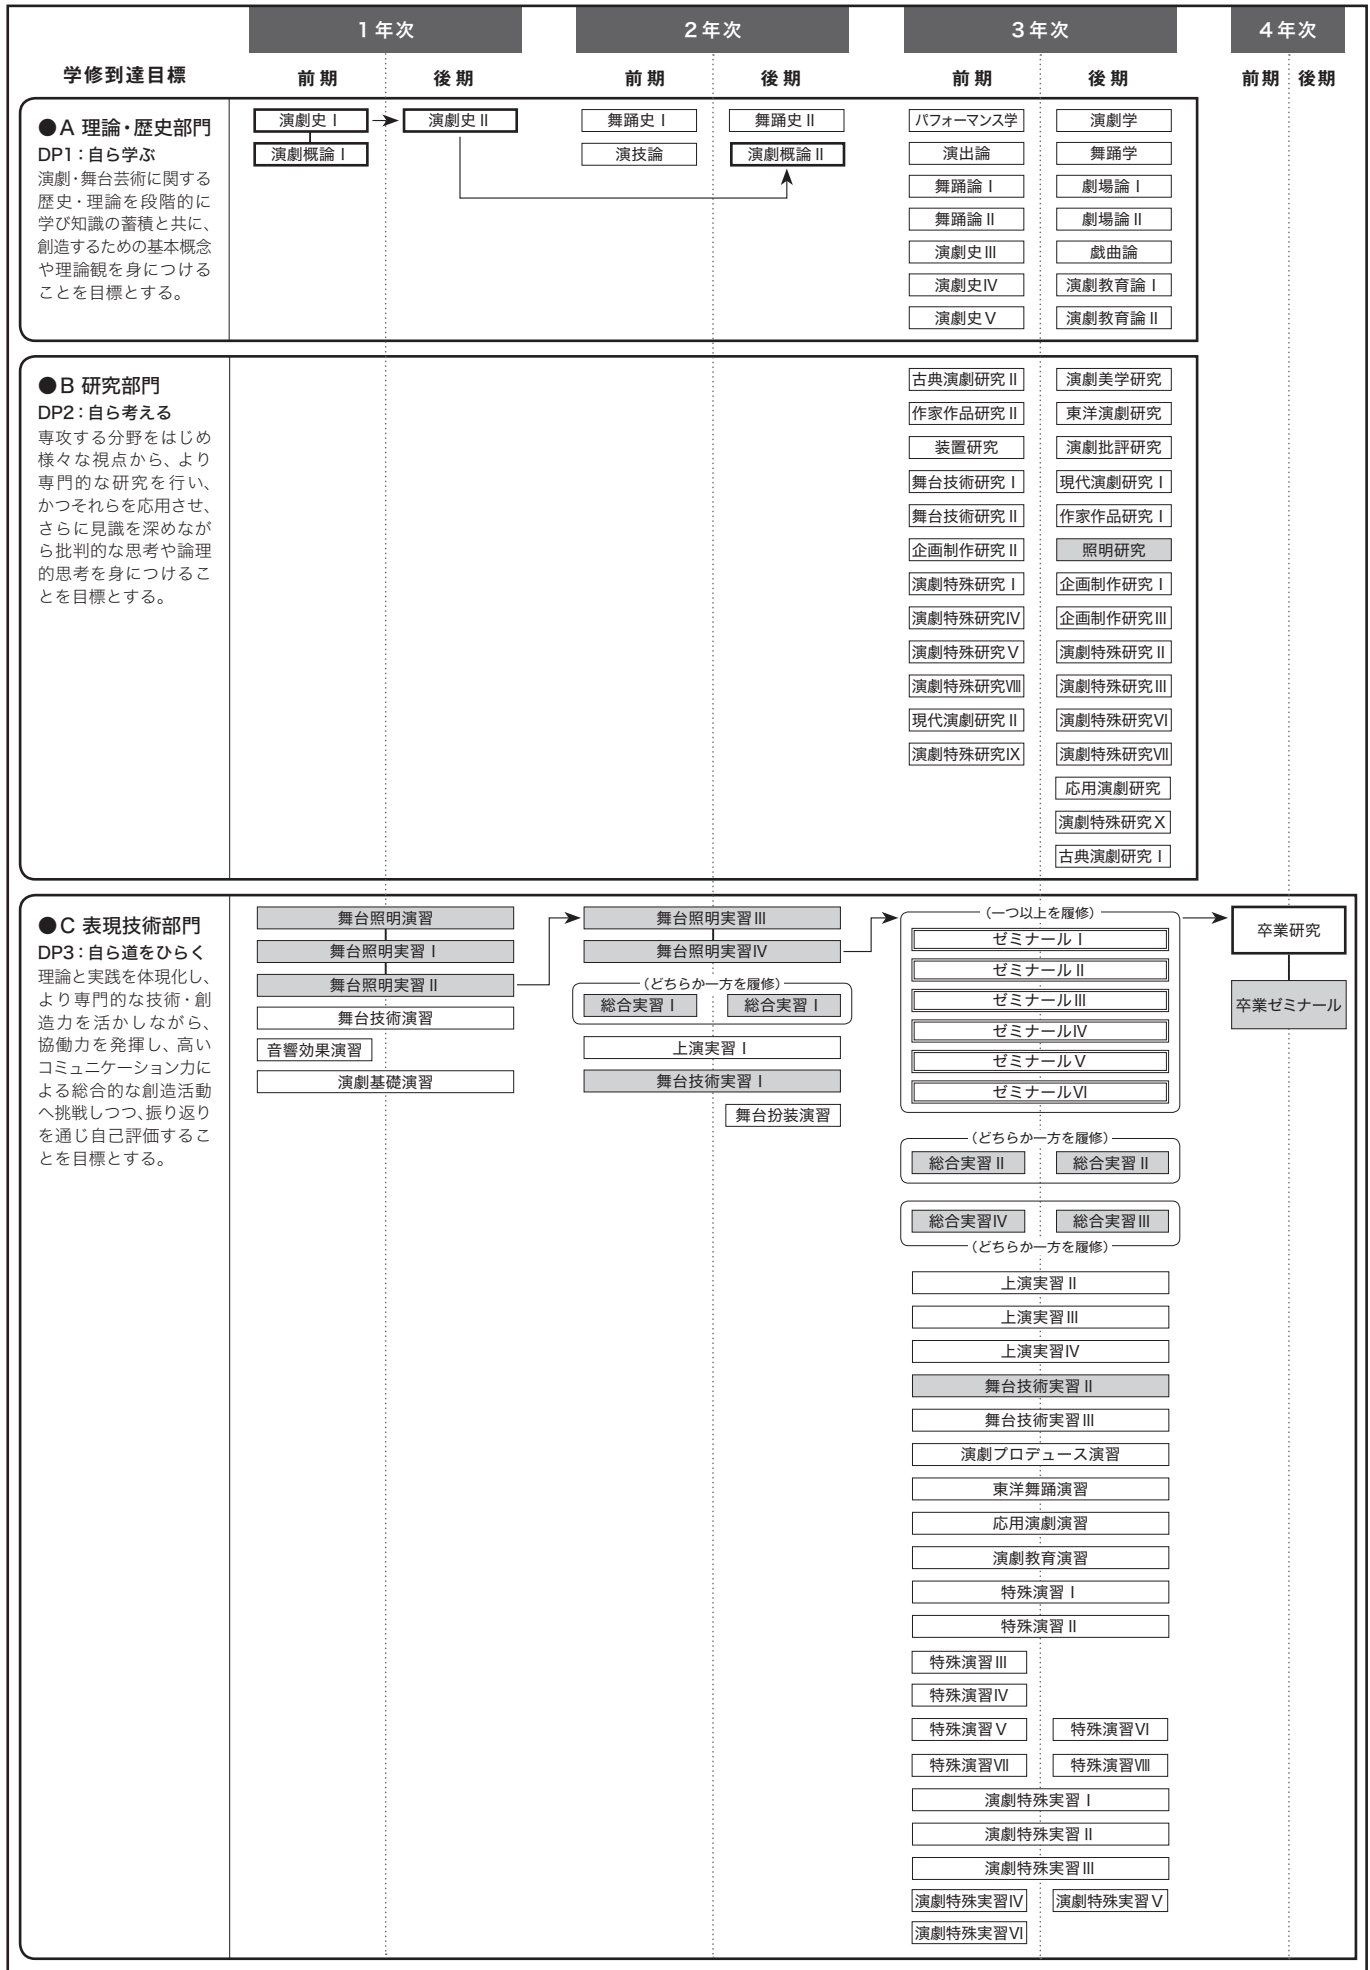 1年次
2年次
3年次
4年次
学修到達目標
前期
後期
前期
後期
前期
後期
前期
後期
●A 理論・歴史部門
DP1：自ら学ぶ
演劇・舞台芸術に関する
歴史・理論を段階的に
学び知識の蓄積と共に、
創造するための基本概念
や理論観を身につける
ことを目標とする。
演劇史Ⅰ
演劇史Ⅱ
舞踊史Ⅰ
舞踊史Ⅱ
パフォーマンス学
演劇学
演劇概論Ⅰ
演技論
演劇概論Ⅱ
演出論
舞踊学
舞踊論Ⅰ
劇場論Ⅰ
舞踊論Ⅱ
劇場論Ⅱ
演劇史Ⅲ
戯曲論
演劇史Ⅳ
演劇教育論Ⅰ
演劇史Ⅴ
演劇教育論Ⅱ
●B 研究部門
DP2：自ら考える
専攻する分野をはじめ
様々な視点から、より
専門的な研究を行い、
かつそれらを応用させ、
さらに見識を深めなが
ら批判的な思考や論理
的思考を身につけるこ
とを目標とする。
古典演劇研究Ⅱ
演劇美学研究
作家作品研究Ⅱ
東洋演劇研究
装置研究
演劇批評研究
舞台技術研究Ⅰ
現代演劇研究Ⅰ
舞台技術研究Ⅱ
作家作品研究Ⅰ
企画制作研究Ⅱ
照明研究
演劇特殊研究Ⅰ
企画制作研究Ⅰ
演劇特殊研究Ⅳ
企画制作研究Ⅲ
演劇特殊研究Ⅴ
演劇特殊研究Ⅱ
演劇特殊研究Ⅷ
演劇特殊研究Ⅲ
現代演劇研究Ⅱ
演劇特殊研究Ⅵ
演劇特殊研究Ⅸ
演劇特殊研究Ⅶ
応用演劇研究
演劇特殊研究Ⅹ
古典演劇研究Ⅰ
●C 表現技術部門
DP3：自ら道をひらく
理論と実践を体現化し、
より専門的な技術・創
造力を活かしながら、
協働力を発揮し、高い
コミュニケーション力に
よる総合的な創造活動
へ挑戦しつつ、振り返り
を通じ自己評価するこ
とを目標とする。
舞台照明演習
舞台照明実習Ⅰ
舞台照明実習Ⅱ
舞台技術演習
音響効果演習
演劇基礎演習
舞台照明実習Ⅲ
舞台照明実習Ⅳ
（どちらか一方を履修）
総合実習Ⅰ
総合実習Ⅰ
上演実習Ⅰ
舞台技術実習Ⅰ
舞台扮装演習
（一つ以上を履修）
ゼミナールⅠ
ゼミナールⅡ
ゼミナールⅢ
ゼミナールⅣ
ゼミナールⅤ
ゼミナールⅥ
（どちらか一方を履修）
総合実習Ⅱ
総合実習Ⅱ
総合実習Ⅳ
総合実習Ⅲ
（どちらか一方を履修）
上演実習Ⅱ
上演実習Ⅲ
上演実習Ⅳ
舞台技術実習Ⅱ
舞台技術実習Ⅲ
演劇プロデュース演習
東洋舞踊演習
応用演劇演習
演劇教育演習
特殊演習Ⅰ
特殊演習Ⅱ
特殊演習Ⅲ
特殊演習Ⅳ
特殊演習Ⅴ
特殊演習Ⅵ
特殊演習Ⅶ
特殊演習Ⅷ
演劇特殊実習Ⅰ
演劇特殊実習Ⅱ
演劇特殊実習Ⅲ
演劇特殊実習Ⅳ
演劇特殊実習Ⅴ
演劇特殊実習Ⅵ
卒業研究
卒業ゼミナール